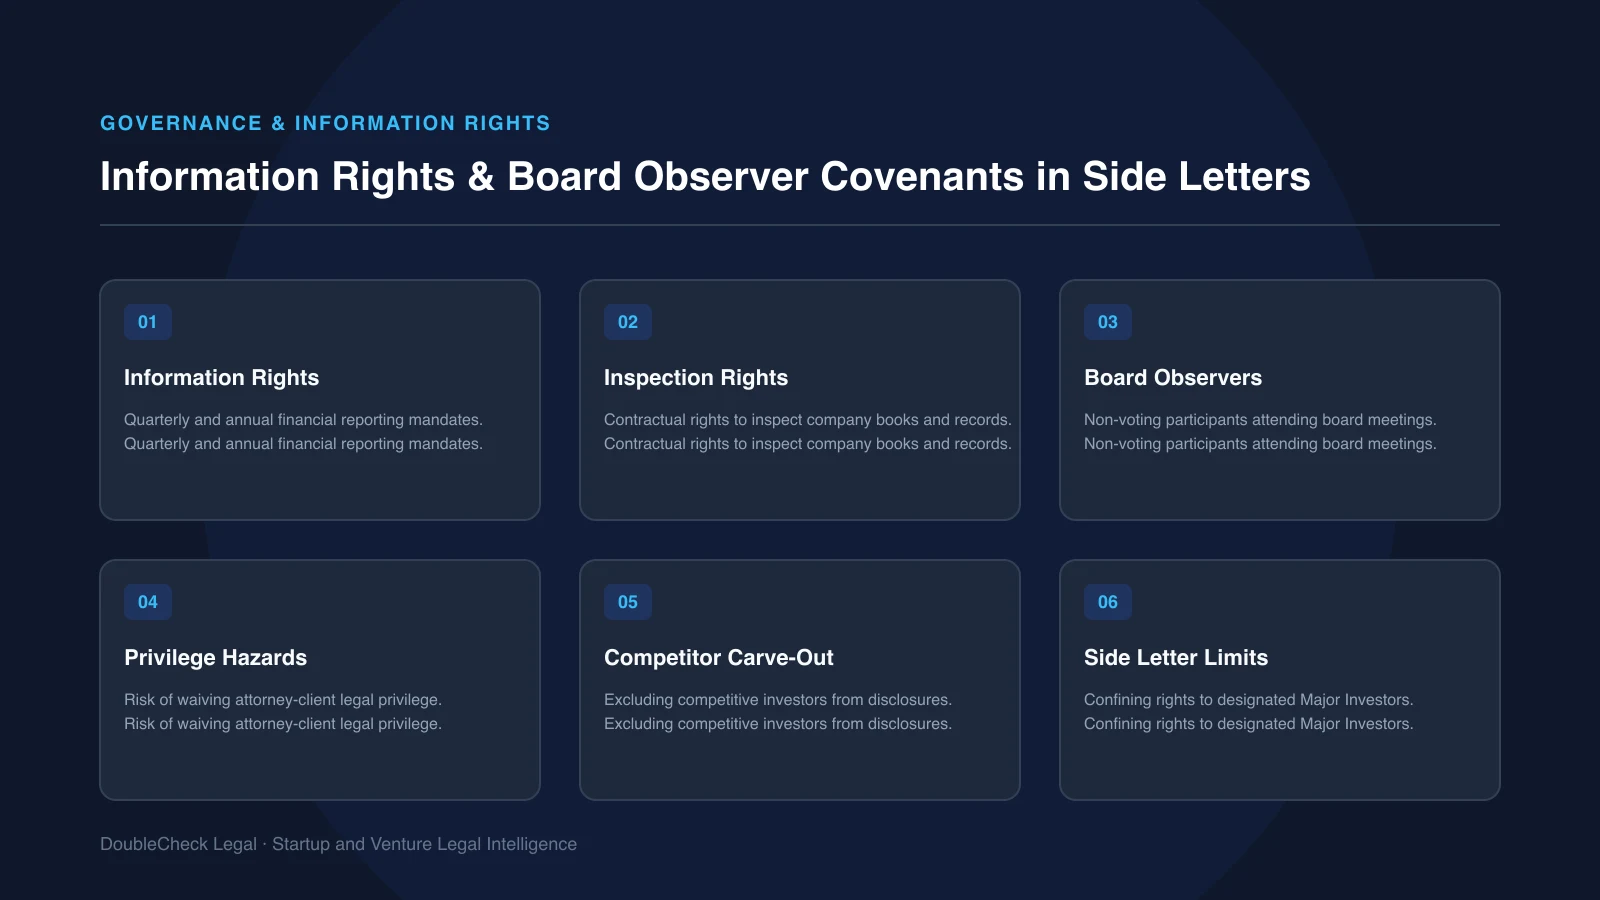 GOVERNANCE & INFORMATION RIGHTS
Information Rights & Board Observer Covenants in Side Letters
01
Information Rights
Quarterly and annual financial reporting mandates.
Quarterly and annual financial reporting mandates.
02
Inspection Rights
Contractual rights to inspect company books and records.
Contractual rights to inspect company books and records.
03
Board Observers
Non-voting participants attending board meetings.
Non-voting participants attending board meetings.
04
Privilege Hazards
Risk of waiving attorney-client legal privilege.
Risk of waiving attorney-client legal privilege.
05
Competitor Carve-Out
Excluding competitive investors from disclosures.
Excluding competitive investors from disclosures.
06
Side Letter Limits
Confining rights to designated Major Investors.
Confining rights to designated Major Investors.
DoubleCheck Legal · Startup and Venture Legal Intelligence